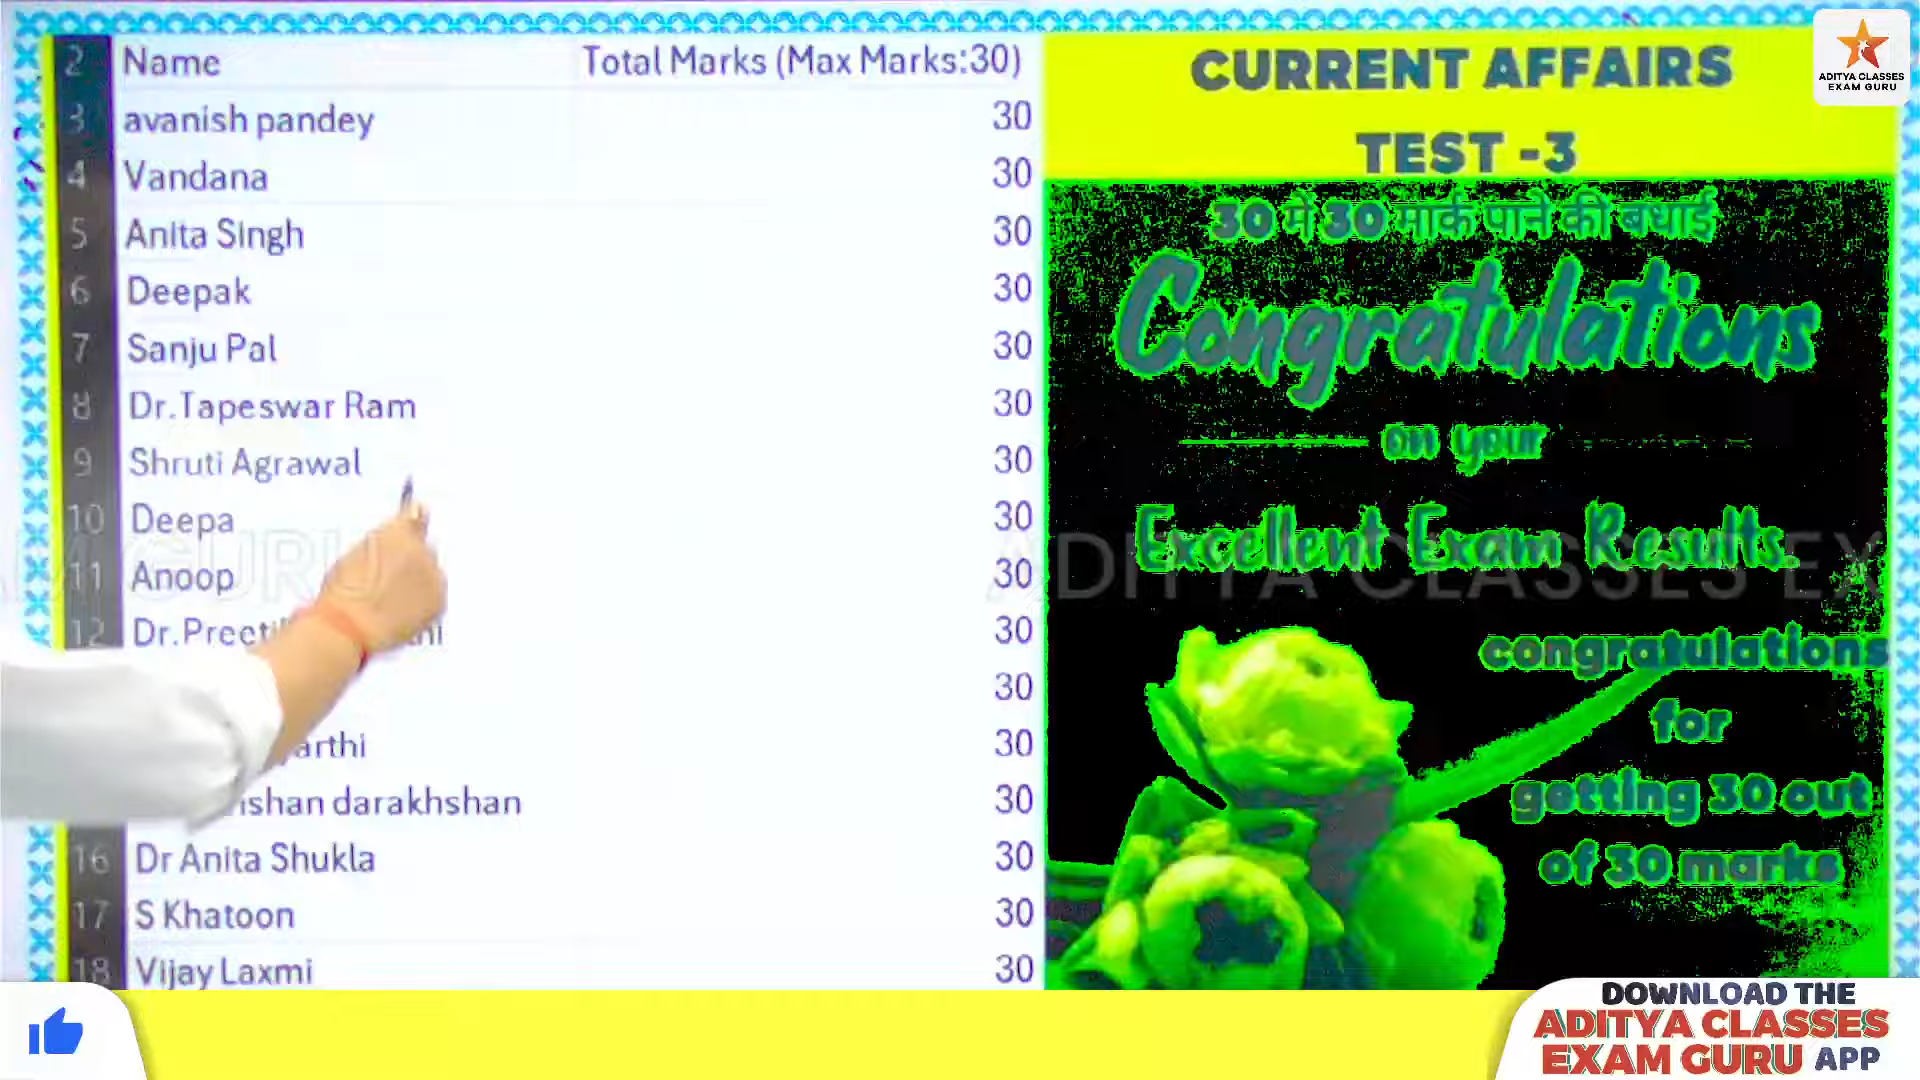 2 Name Total Marks (Max Marks:30)
3 avanish pandey 30
4 Vandana 30
5 Anita Singh 30
6 Deepak 30
7 Sanju Pal 30
8 Dr.Tapeswar Ram 30
9 Shruti Agrawal 30
10 Deepa 30
11 Anoop 30
12 30
30
30
darakhshan 30
16 Dr Anita Shukla 30
17 S Khatoon 30
18 Vijay Laxmi 30
CURRENT AFFAIRS
TEST -3
30 में 30 मार्क पाने की बधाई
Congratulations
on your
Excellent Exam Results
congratulations
for
getting 30 out
of 30 marks
GURU
ADITYA CLASSES EX
ADITYA CLASSES
EXAM GURU
DOWNLOAD THE
ADITYA CLASSES
EXAM GURU APP